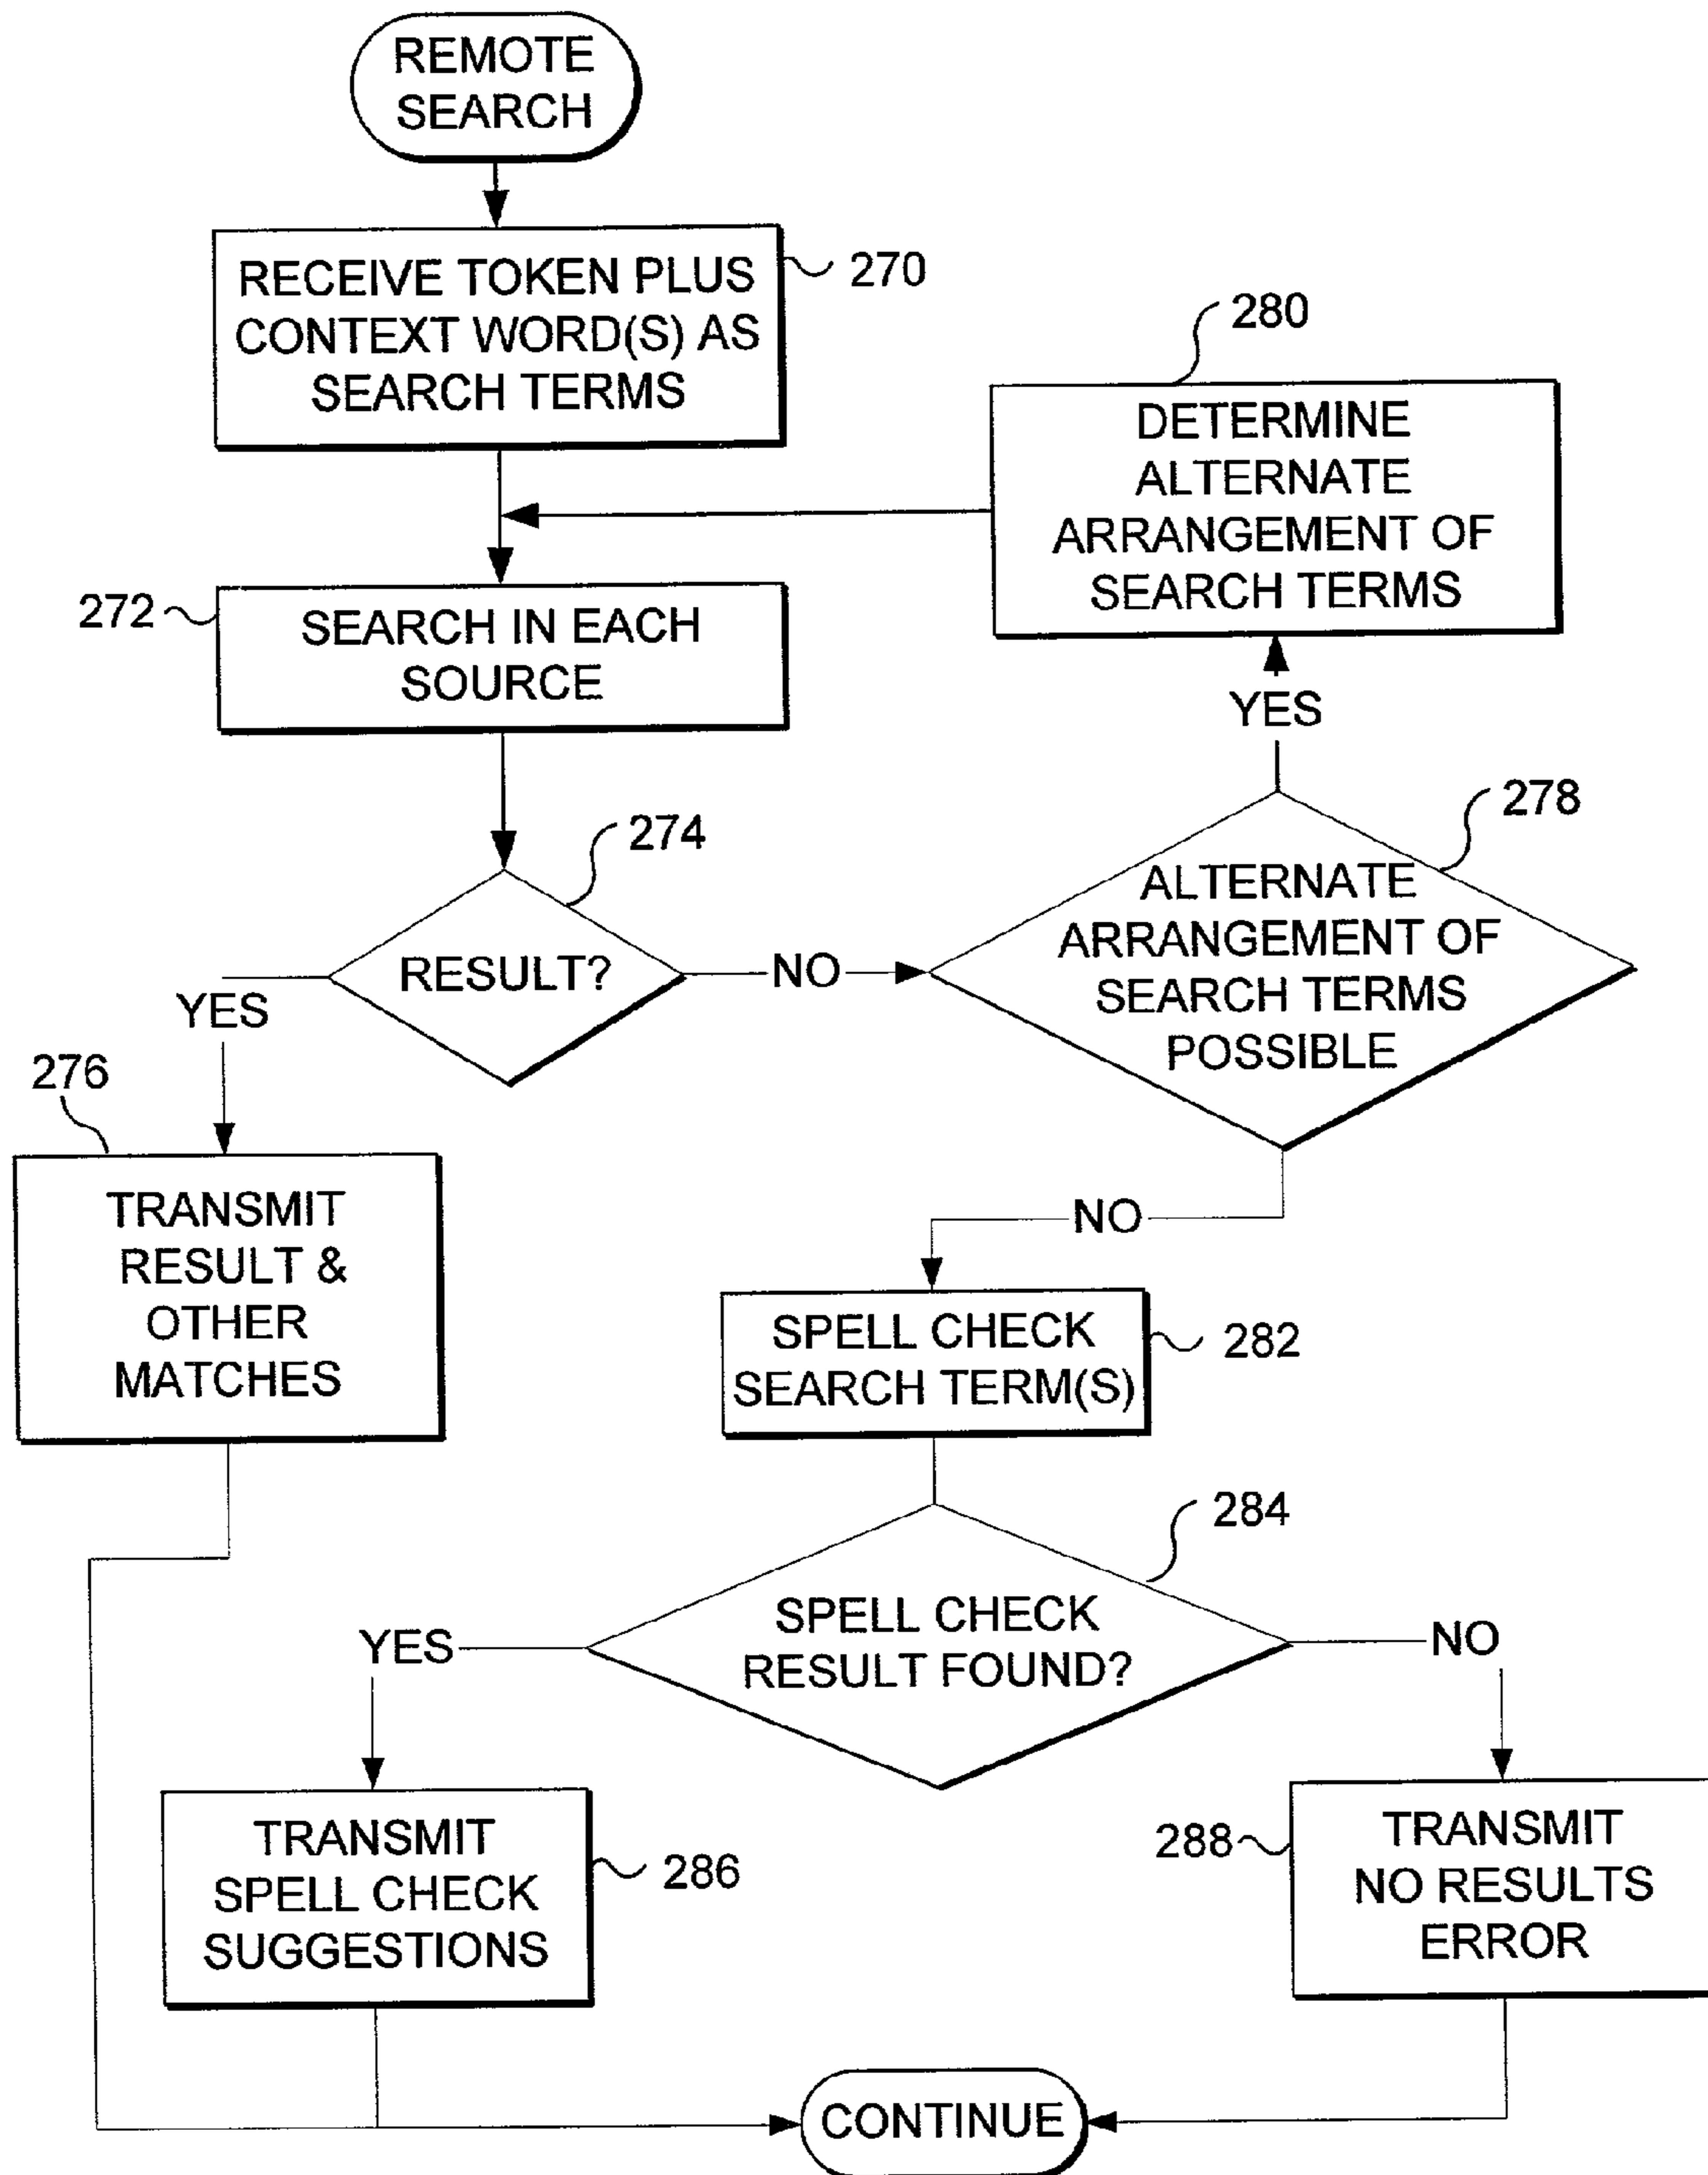 REMOTE
SEARCH
RECEIVE TOKEN PLUS
CONTEXT WORD(S) AS
SEARCH TERMS
270
280
DETERMINE
ALTERNATE
ARRANGEMENT OF
SEARCH TERMS
272
SEARCH IN EACH
SOURCE
YES
274
278
RESULT?
NO
ALTERNATE
ARRANGEMENT OF
SEARCH TERMS
POSSIBLE
YES
276
TRANSMIT
RESULT &
OTHER
MATCHES
NO
SPELL CHECK
SEARCH TERM(S)
282
284
SPELL CHECK
RESULT FOUND?
YES
NO
TRANSMIT
SPELL CHECK
SUGGESTIONS
286
288
TRANSMIT
NO RESULTS
ERROR
CONTINUE